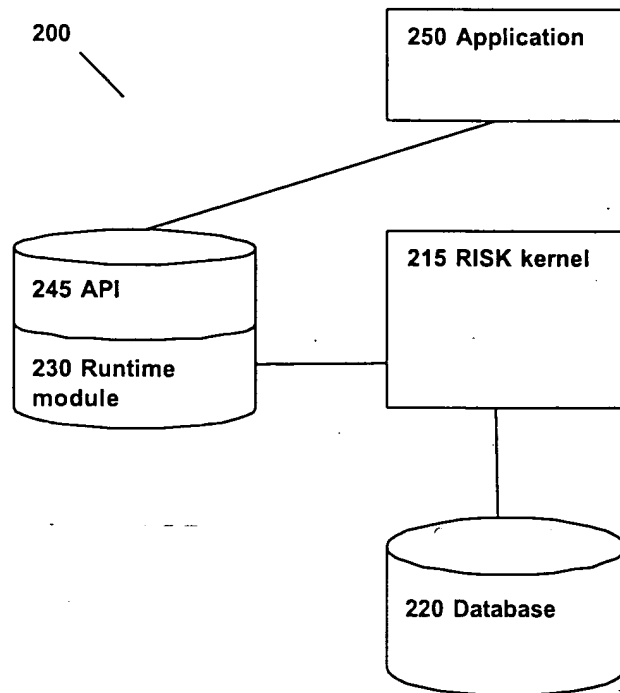 200
250 Application
245 API
230 Runtime
module
215 RISK kernel
220 Database